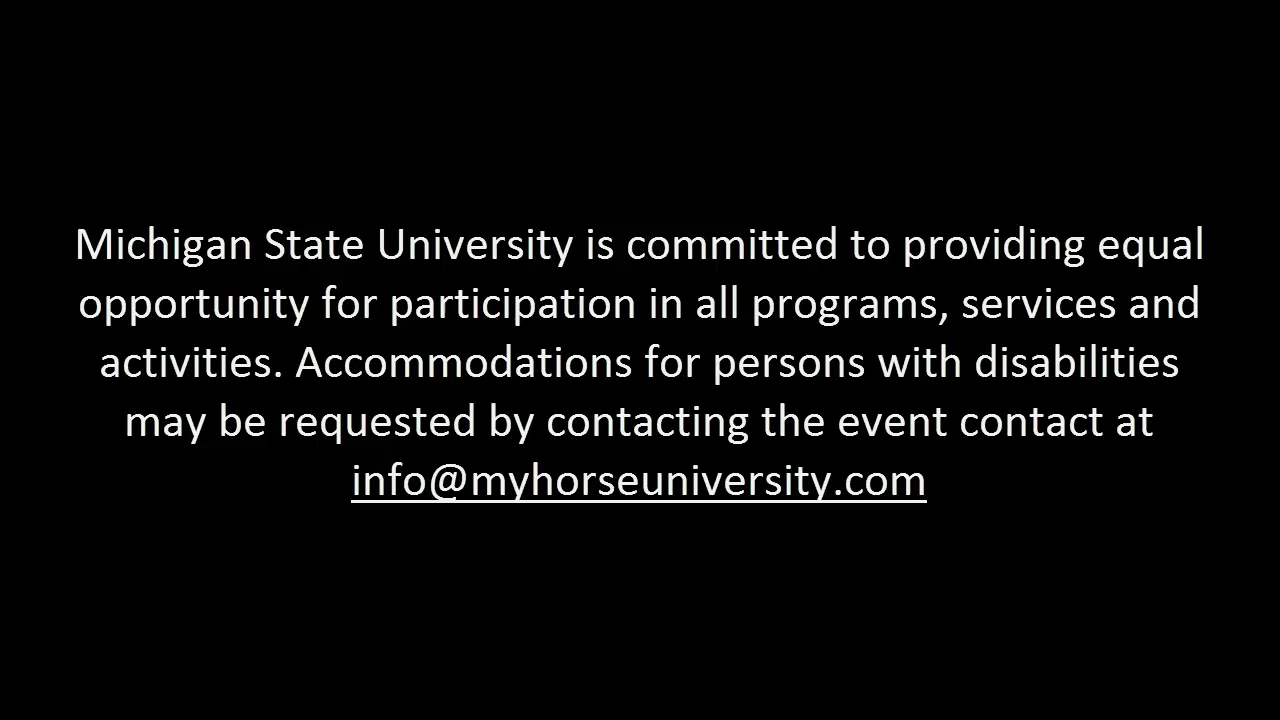 Michigan State University is committed to providing equal
opportunity for participation in all programs, services and
activities. Accommodations for persons with disabilities
may be requested by contacting the event contact at
info@myhorseuniversity.com